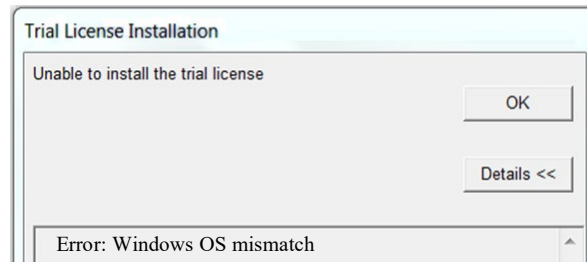 Trial License Installation
Unable to install the trial license
OK
Details <<
Error: Windows OS mismatch